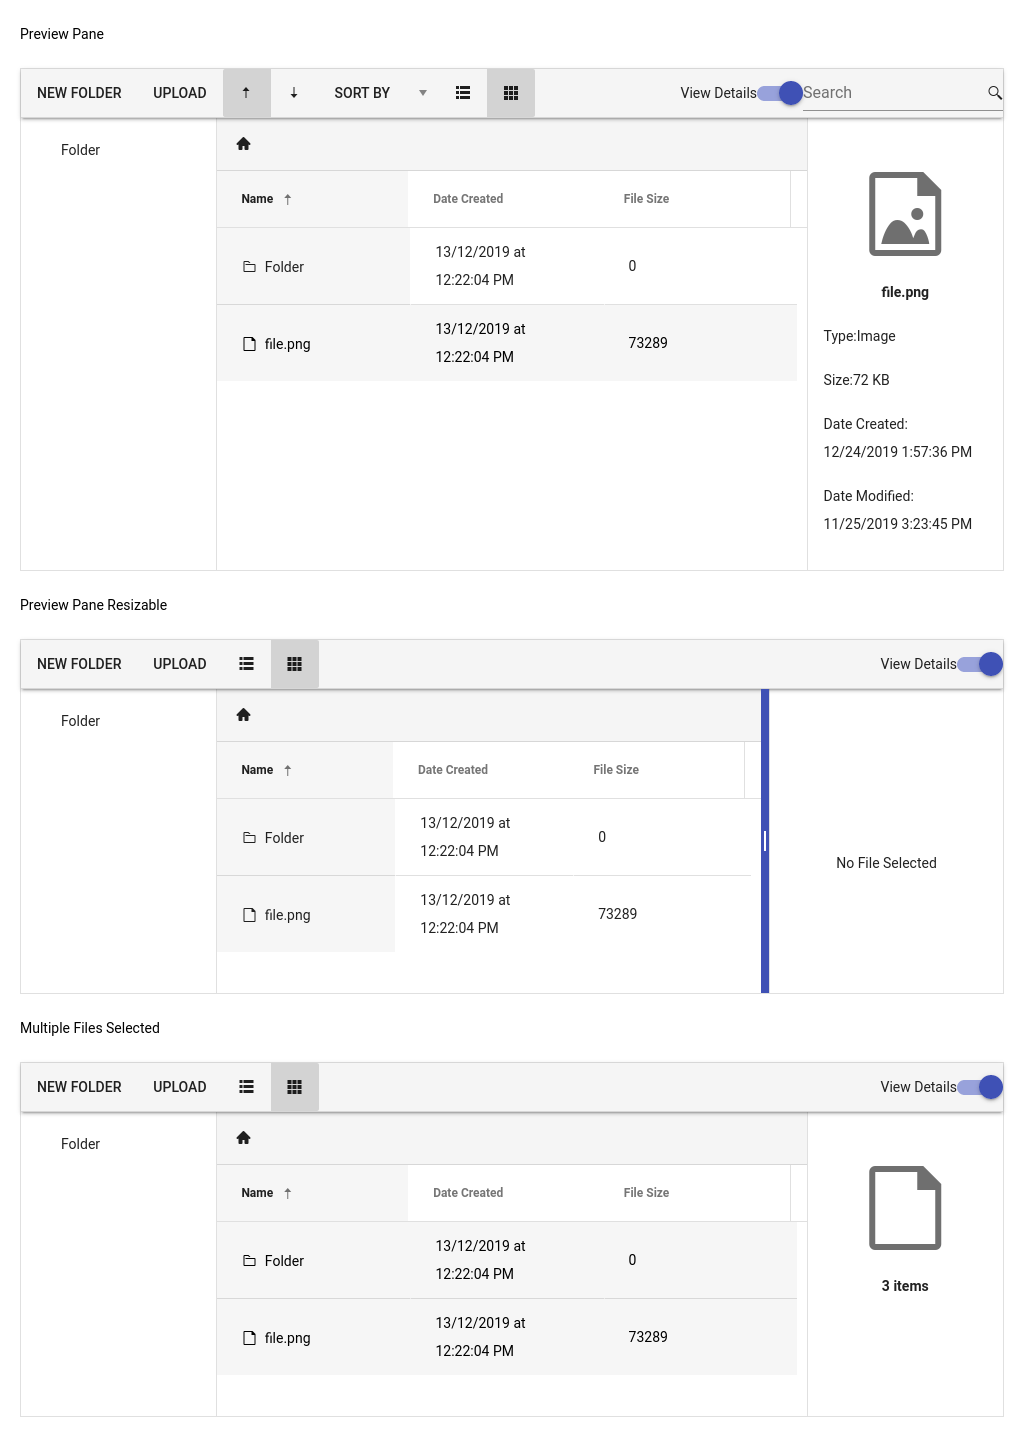 Preview Pane
NEW FOLDER UPLOAD SORT BY View Details Search
Folder
Name Date Created File Size
Folder 13/12/2019 at 12:22:04 PM 0
file.png 13/12/2019 at 12:22:04 PM 73289
file.png
Type:Image
Size:72 KB
Date Created:
12/24/2019 1:57:36 PM
Date Modified:
11/25/2019 3:23:45 PM
Preview Pane Resizable
NEW FOLDER UPLOAD View Details
Folder
Name Date Created File Size
Folder 13/12/2019 at 12:22:04 PM 0
file.png 13/12/2019 at 12:22:04 PM 73289
No File Selected
Multiple Files Selected
NEW FOLDER UPLOAD View Details
Folder
Name Date Created File Size
Folder 13/12/2019 at 12:22:04 PM 0
file.png 13/12/2019 at 12:22:04 PM 73289
3 items